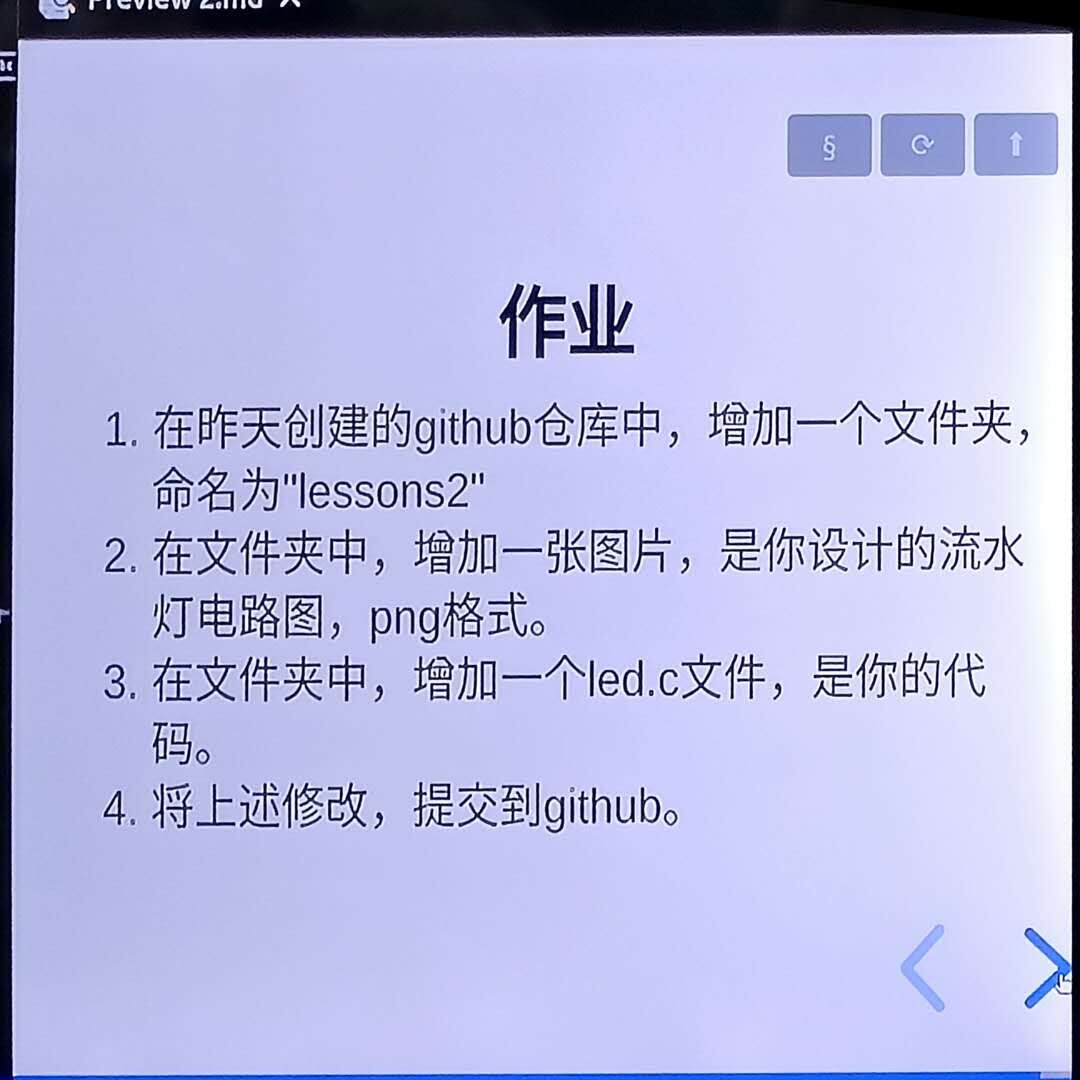 Preview 2.md
§
作业
1. 在昨天创建的github仓库中，增加一个文件夹，
命名为"lessons2"
2. 在文件夹中，增加一张图片，是你设计的流水
灯电路图，png格式。
3. 在文件夹中，增加一个led.c文件，是你的代
码。
4. 将上述修改，提交到github。